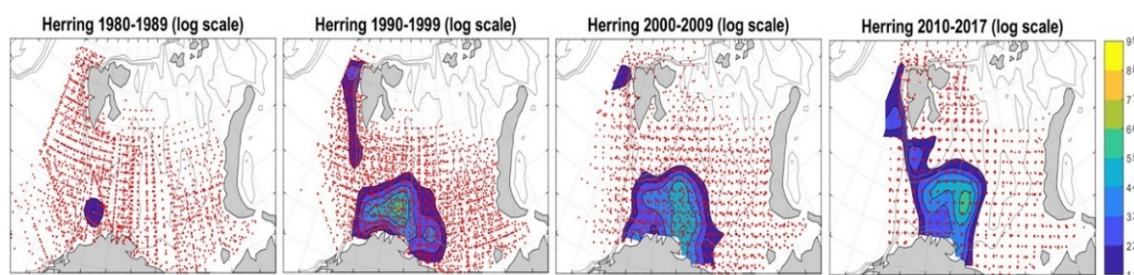 Herring 1980-1989 (log scale)
Herring 1990-1999 (log scale)
Herring 2000-2009 (log scale)
Herring 2010-2017 (log scale)